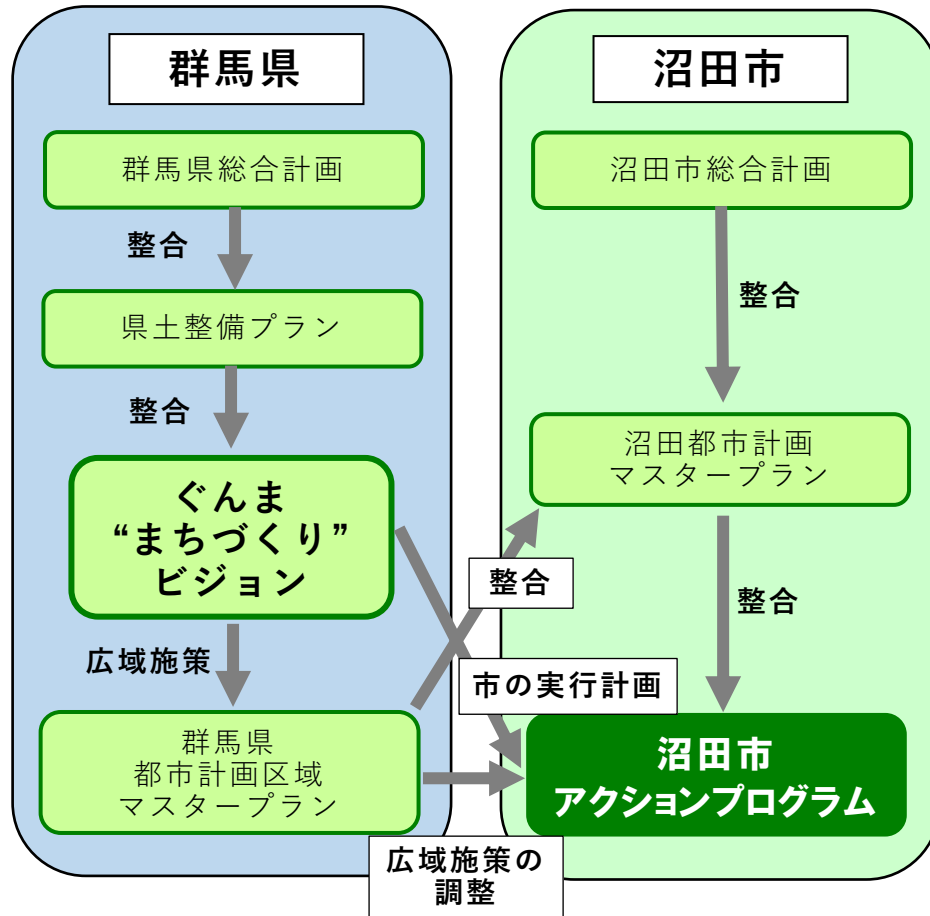 群馬県
群馬県総合計画
整合
県土整備プラン
整合
ぐんま
“まちづくり”
ビジョン
広域施策
群馬県
都市計画区域
マスタープラン
整合
市の実行計画
広域施策の
調整
沼田市
沼田市総合計画
整合
沼田都市計画
マスタープラン
整合
沼田市
アクションプログラム